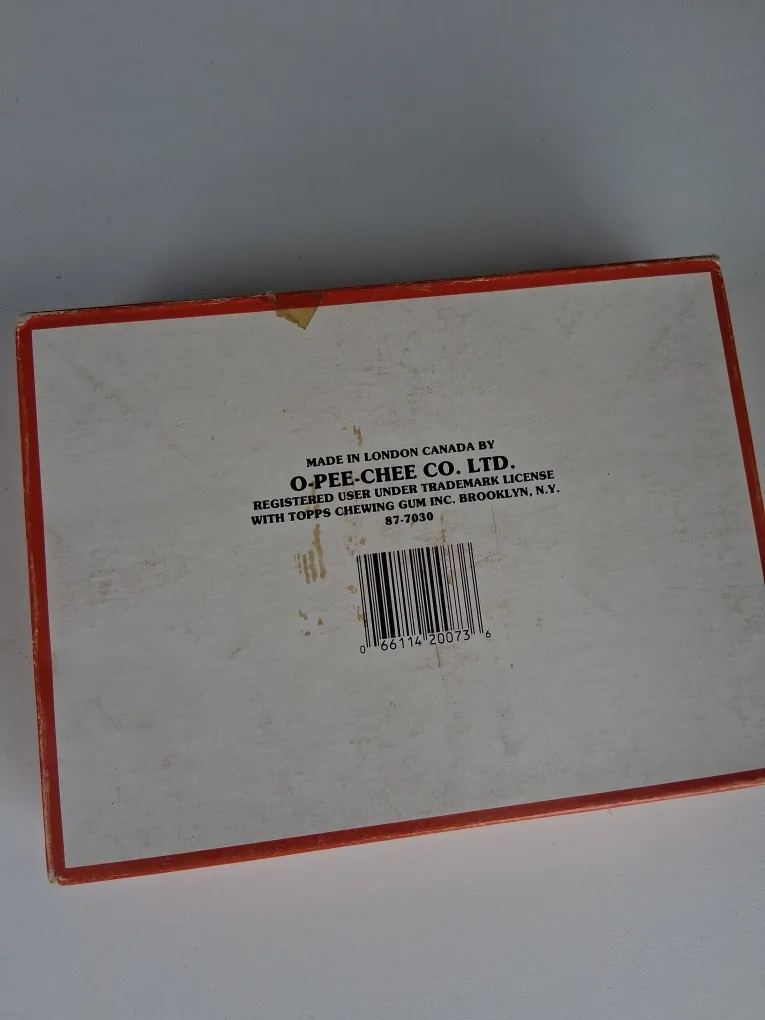 MADE IN LONDON CANADA BY
O-PEE-CHEE CO. LTD.
REGISTERED USER UNDER TRADEMARK LICENSE
WITH TOPPS CHEWING GUM INC. BROOKLYN, N.Y.
87-7030
0 66114 20073 6